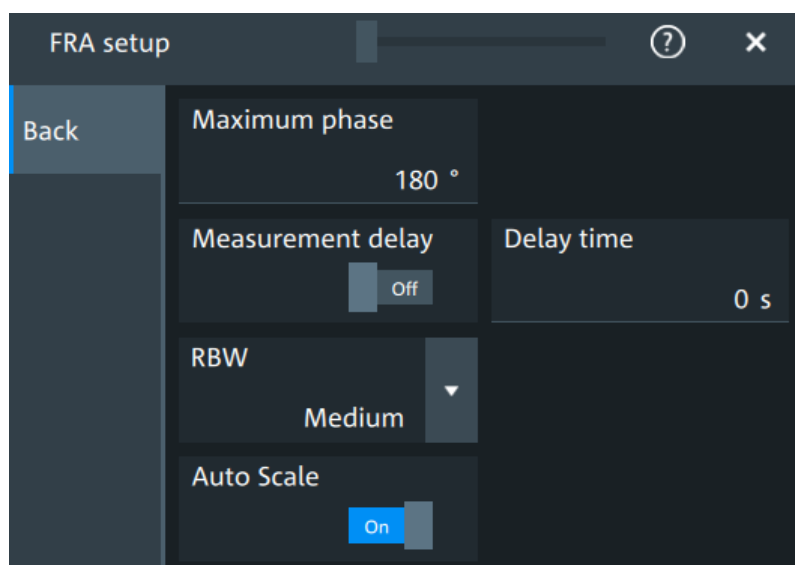 FRA setup
?
Back
Maximum phase
180 °
Measurement delay
Off
Delay time
0 s
RBW
Medium
Auto Scale
On